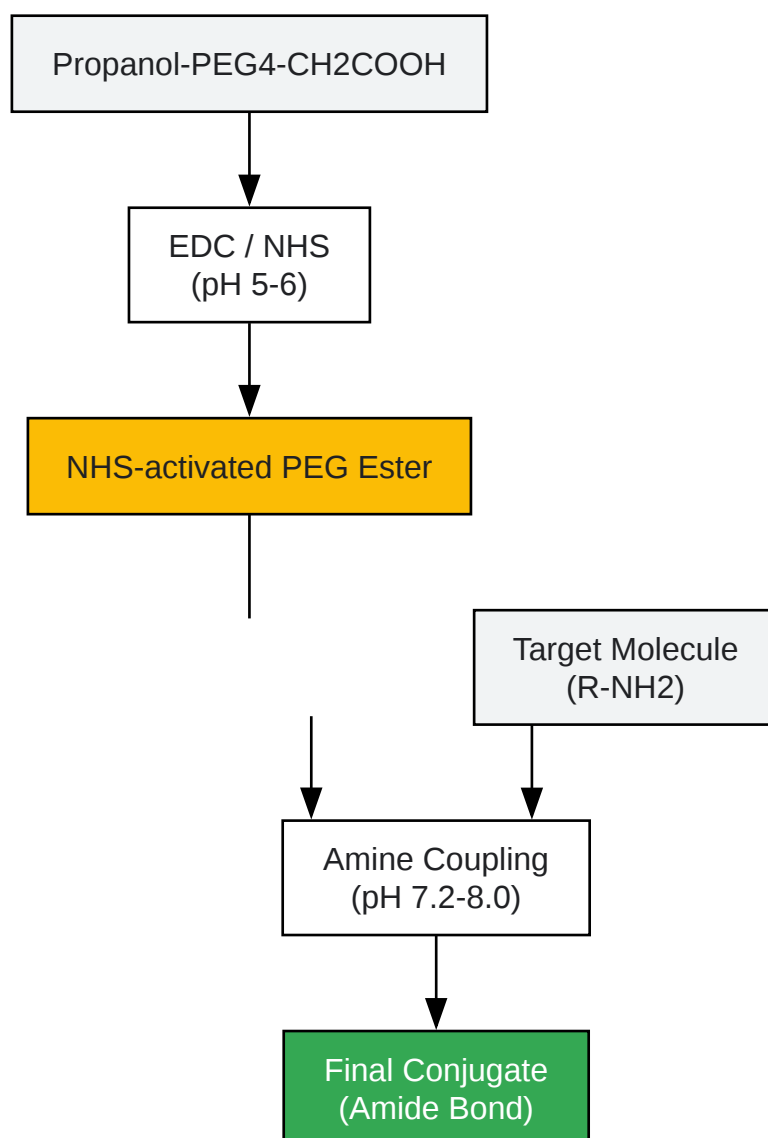 Propanol-PEG4-CH2COOH
EDC / NHS
(pH 5-6)
NHS-activated PEG Ester
Target Molecule
(R-NH2)
Amine Coupling
(pH 7.2-8.0)
Final Conjugate
(Amide Bond)